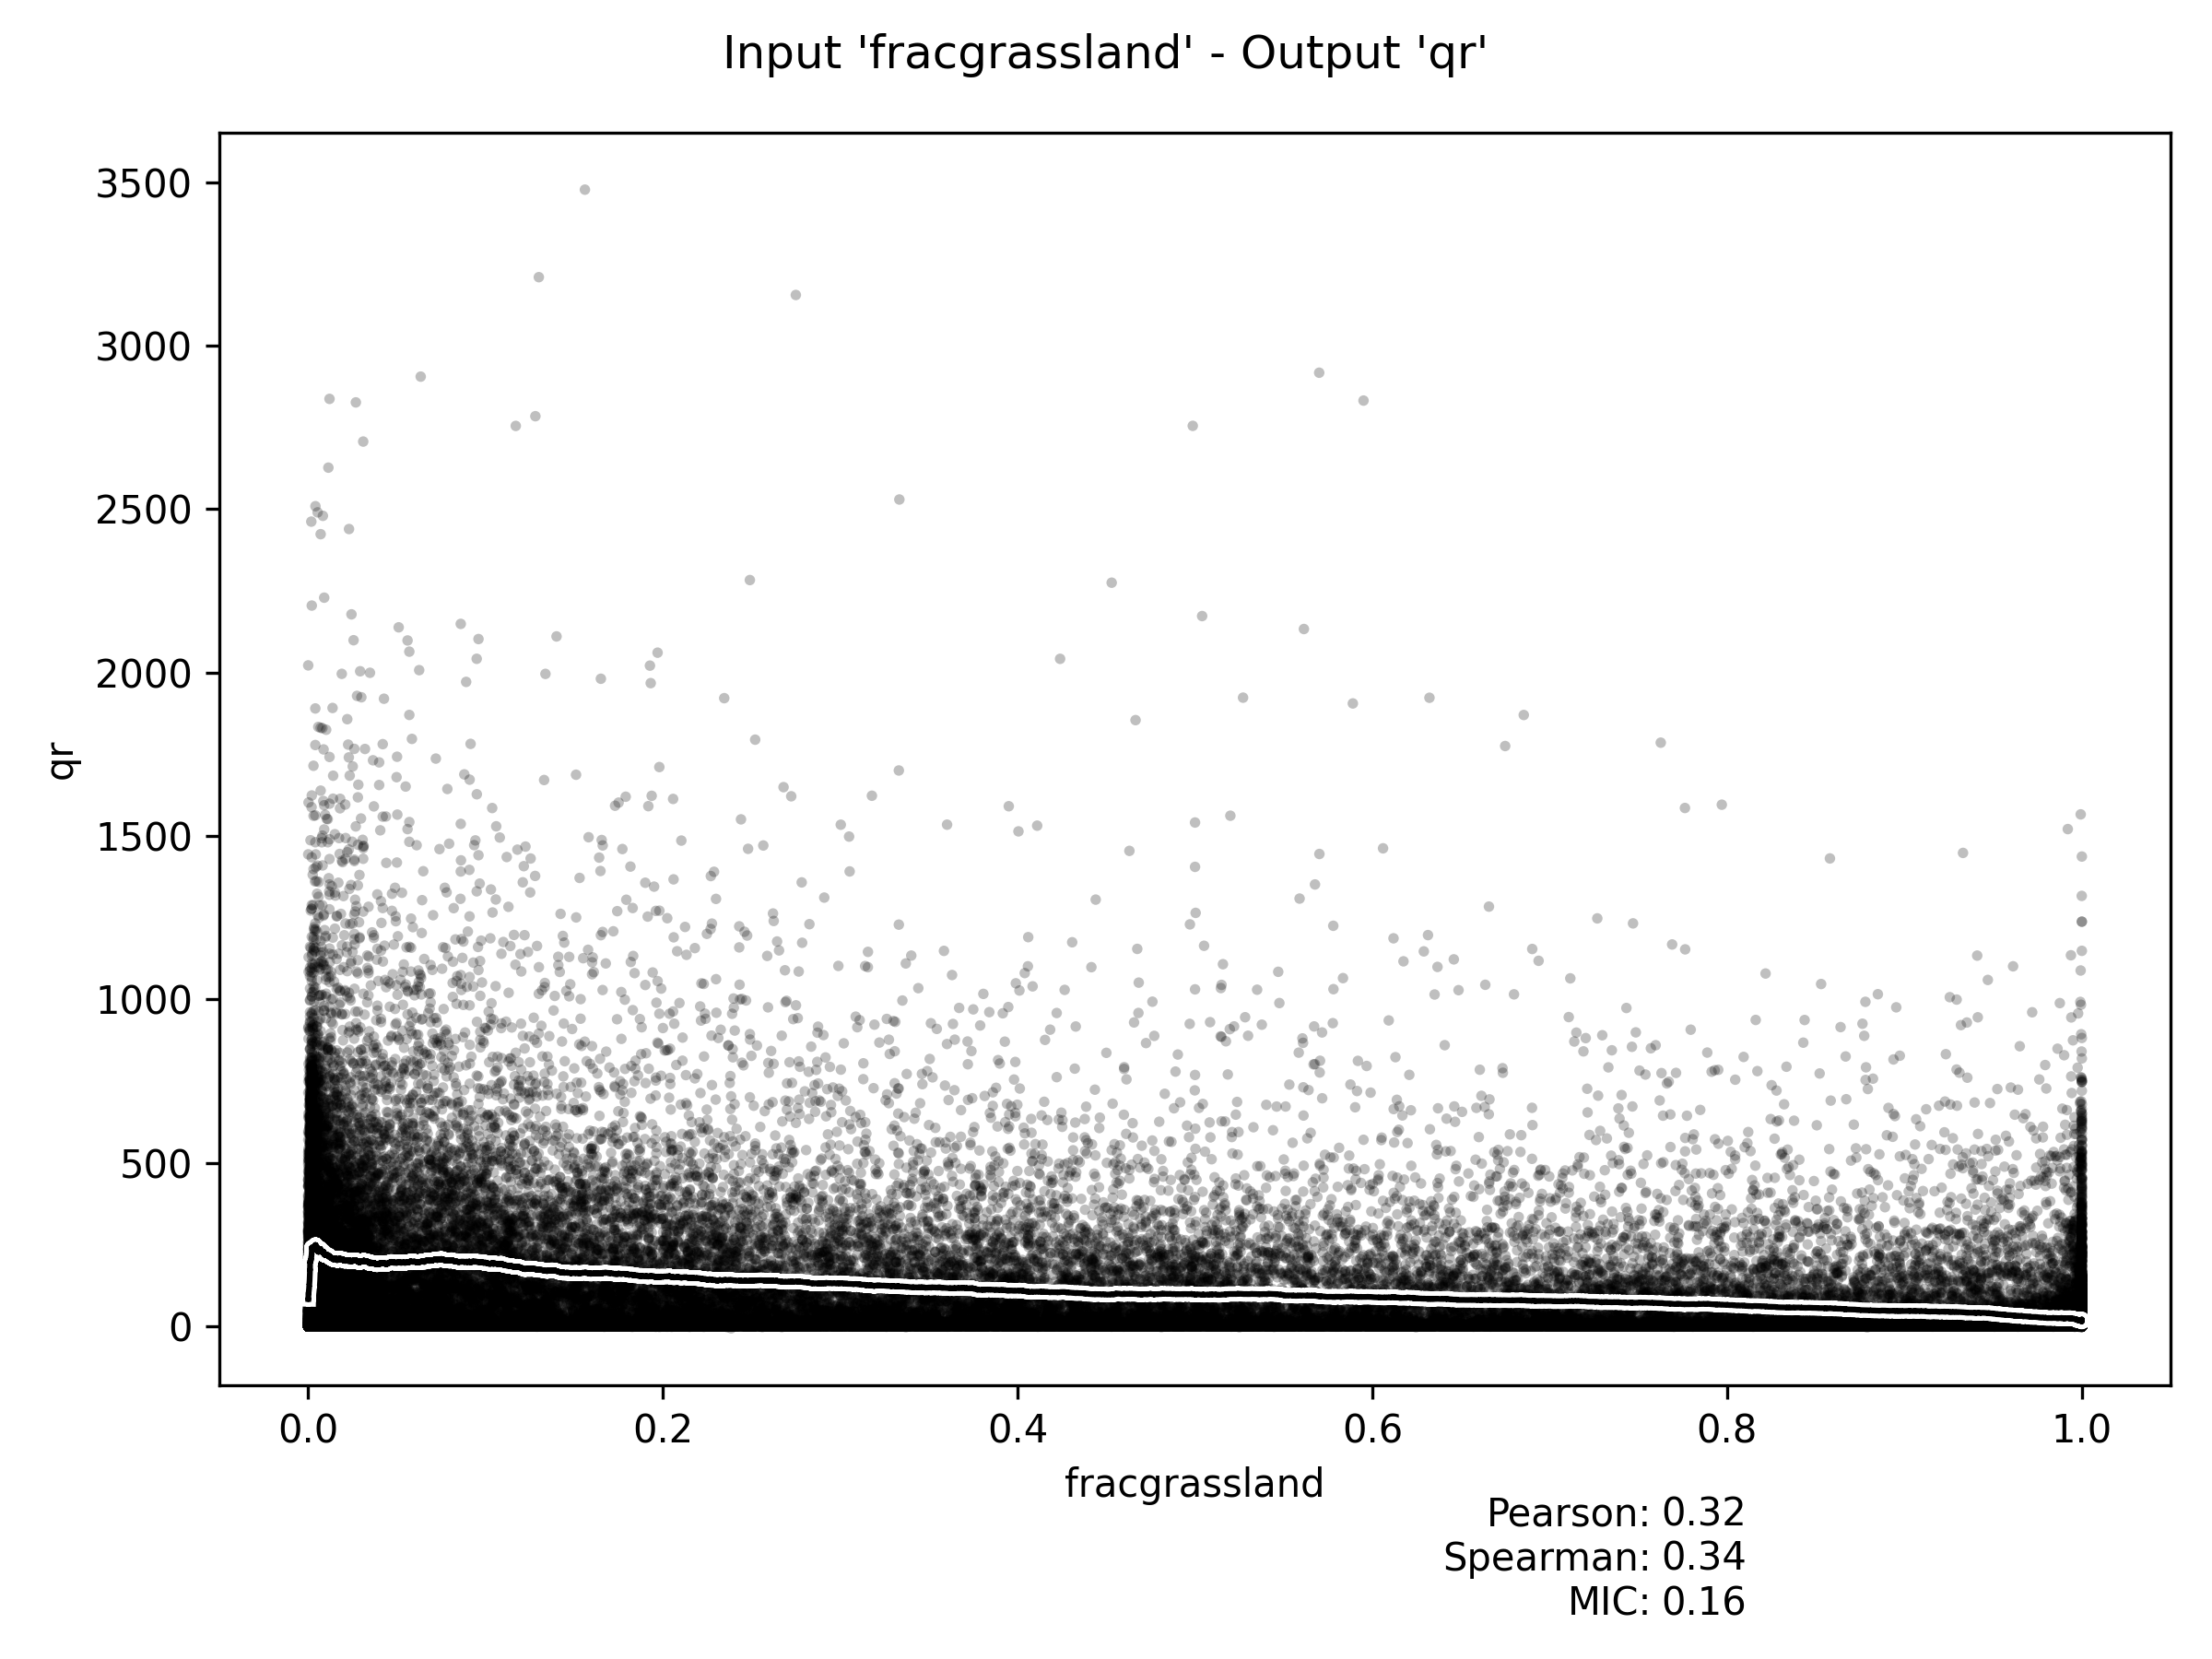 Input 'fracgrassland' - Output 'qr'
3500
3000
2500
2000
1500
1000
500
0
qr
0.0 0.2 0.4 0.6 0.8 1.0
fracgrassland
Pearson: 0.32
Spearman: 0.34
MIC: 0.16